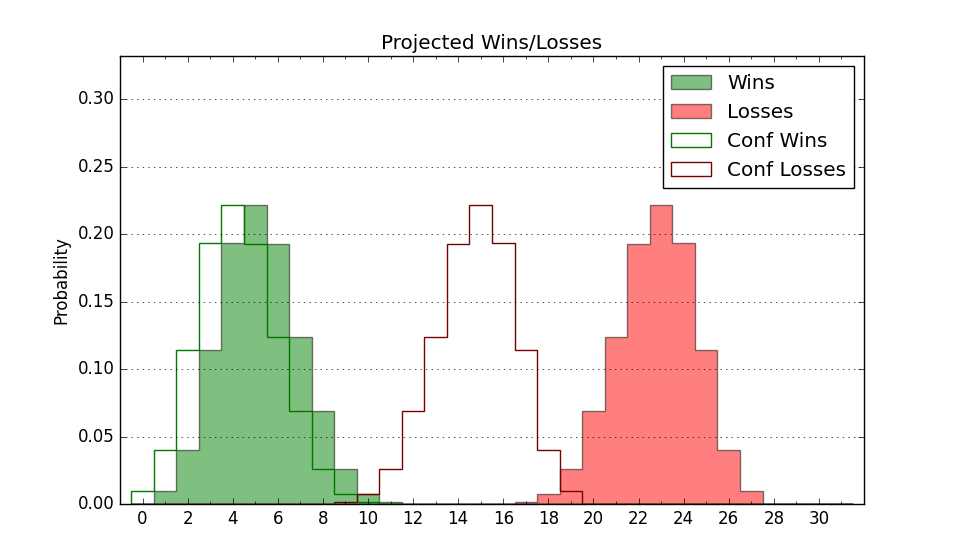 Projected Wins/Losses
Wins
Losses
Conf Wins
Conf Losses
Probability
0.30
0.25
0.20
0.15
0.10
0.05
0.00
0 2 4 6 8 10 12 14 16 18 20 22 24 26 28 30